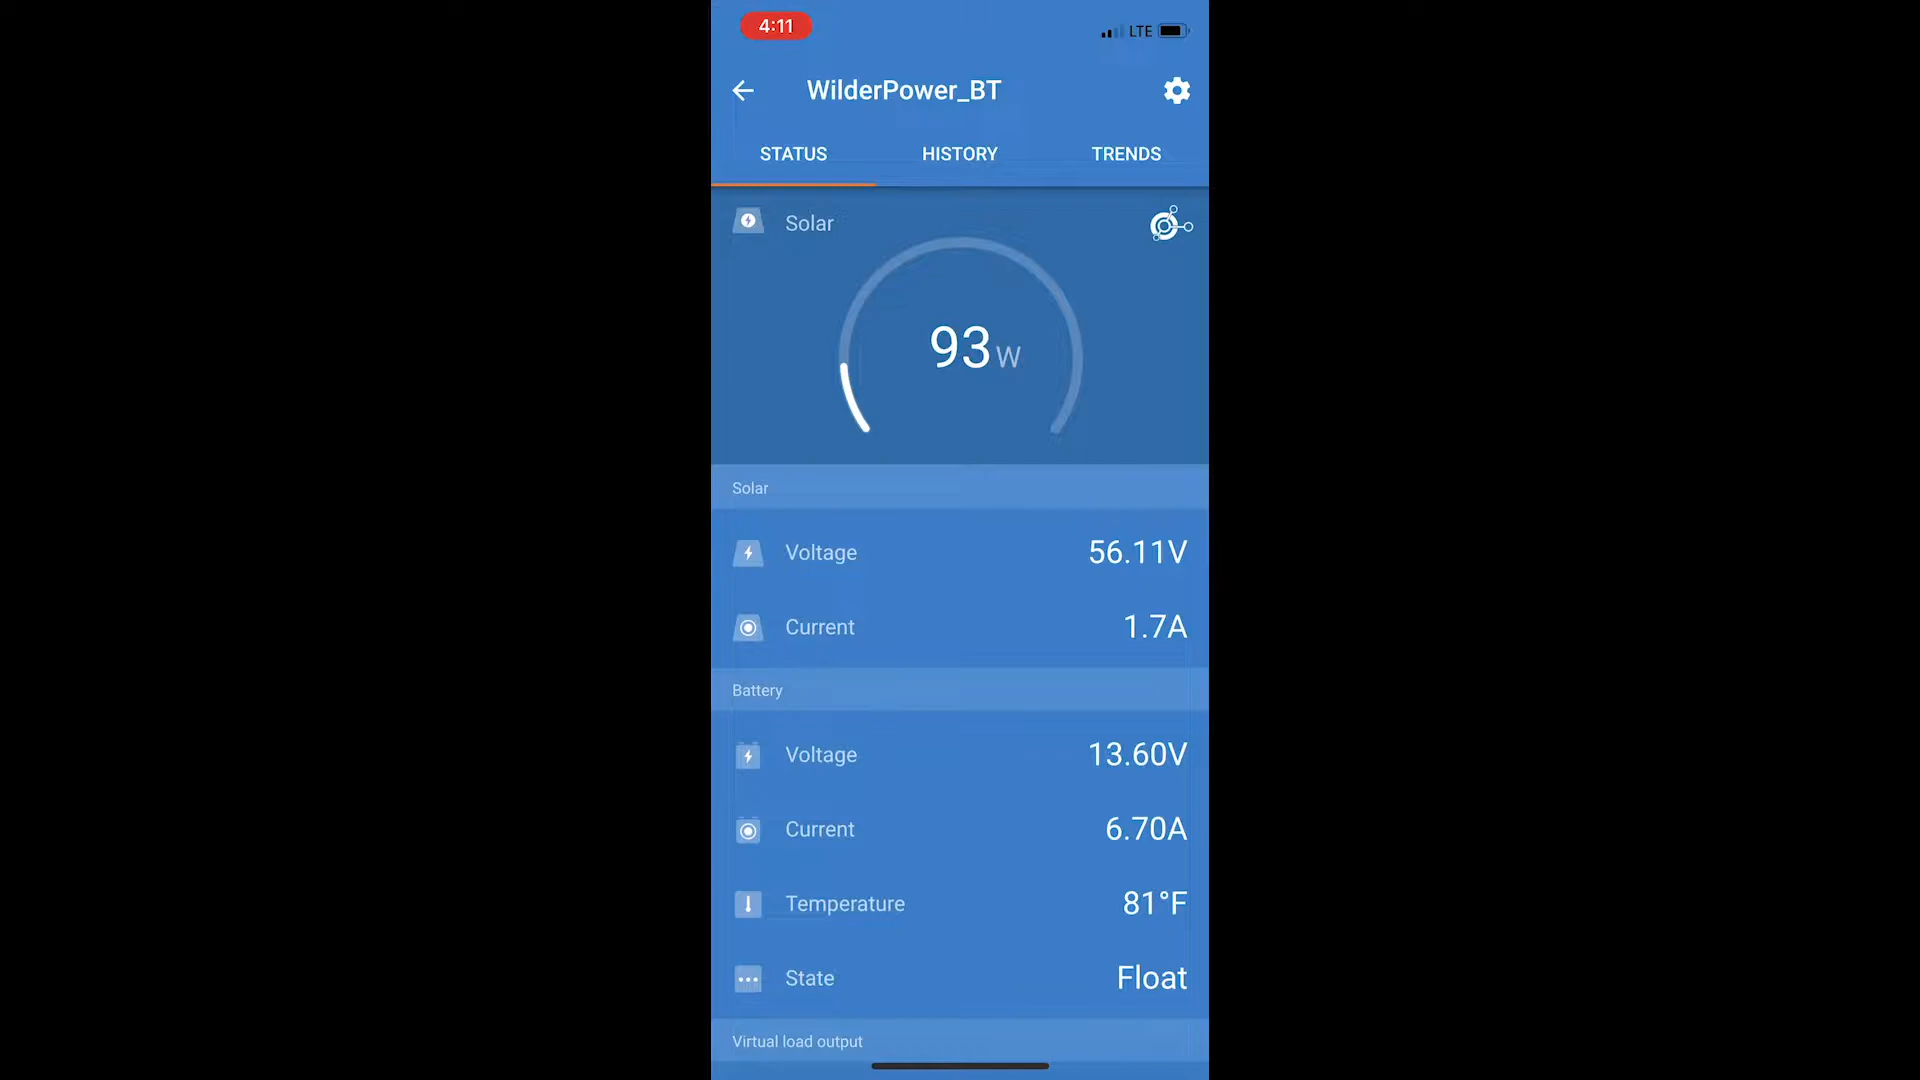 4:11 LTE
WilderPower_BT
STATUS HISTORY TRENDS
Solar
93W
Solar
Voltage 56.11V
Current 1.7A
Battery
Voltage 13.60V
Current 6.70A
Temperature 81°F
State Float
Virtual load output